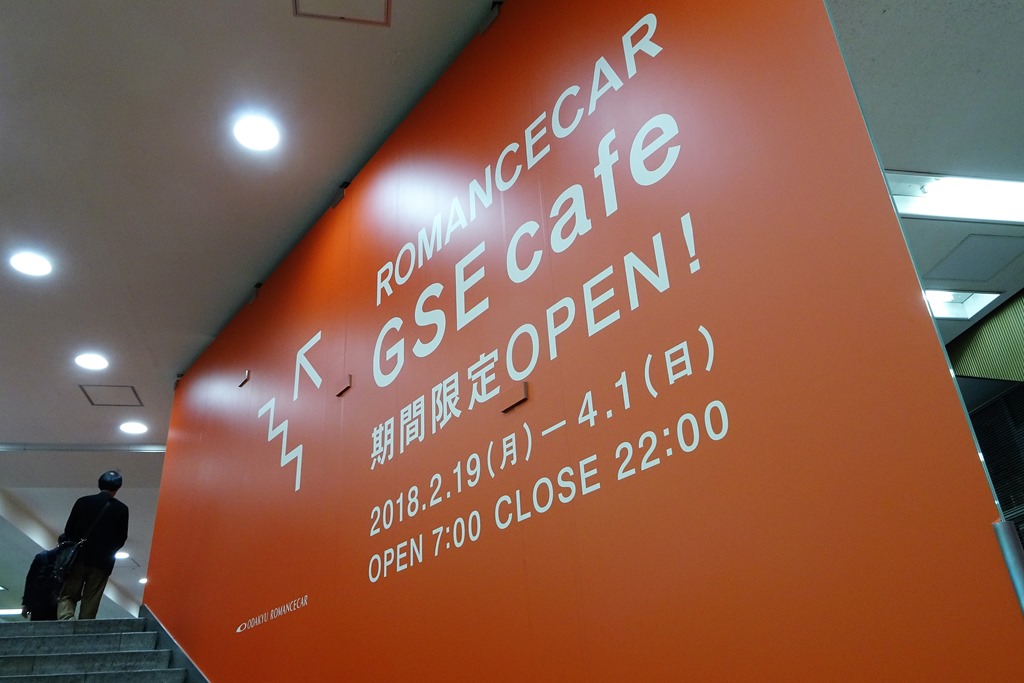 ROMANCECAR
GSE cafe
期間限定OPEN!
2018.2.19(月)–4.1(日)
OPEN 7:00 CLOSE 22:00
ODAKYU ROMANCECAR